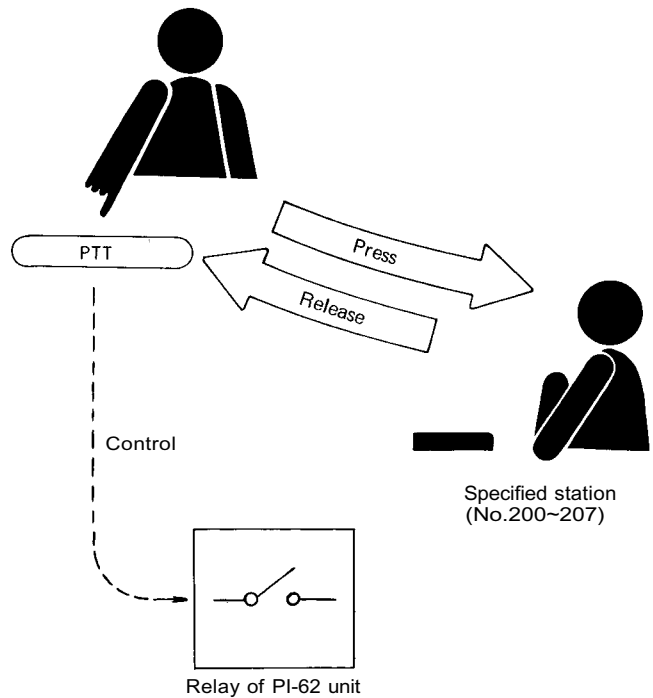 PTT
Press
Release
Control
Specified station
(No.200~207)
Relay of PI-62 unit